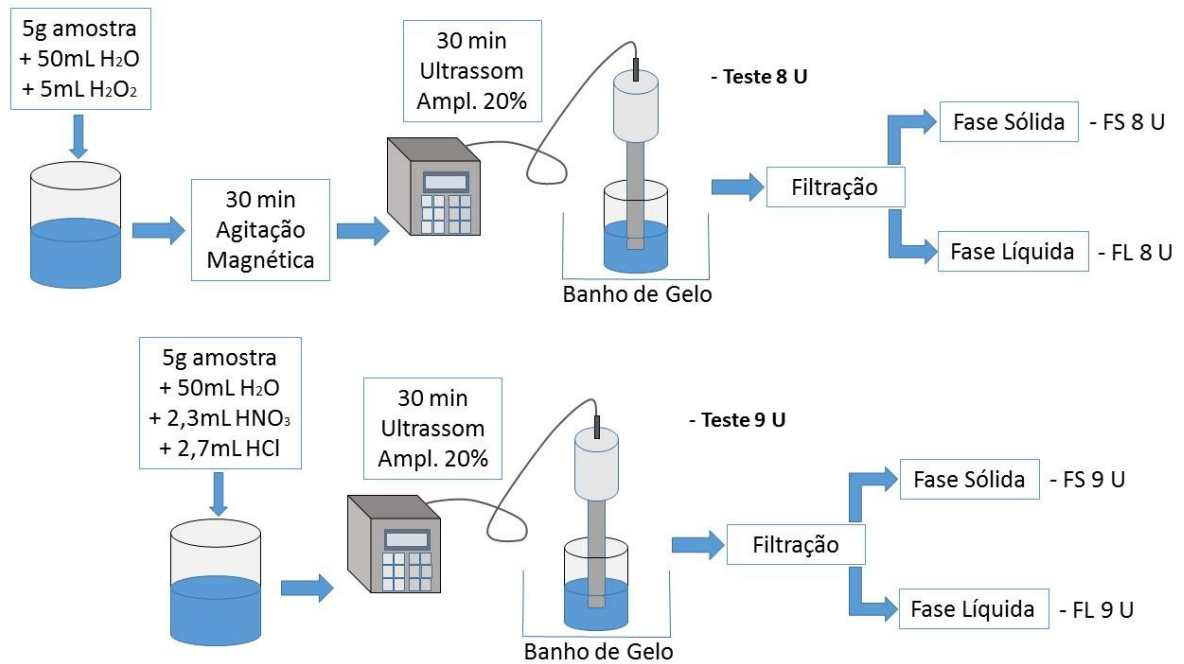 5g amostra
+ 50mL H₂O
+ 5mL H₂O₂
30 min
Agitação
Magnética
30 min
Ultrassom
Ampl. 20%
- Teste 8 U
Banho de Gelo
Filtração
Fase Sólida - FS 8 U
Fase Líquida - FL 8 U
5g amostra
+ 50mL H₂O
+ 2,3mL HNO₃
+ 2,7mL HCl
30 min
Ultrassom
Ampl. 20%
- Teste 9 U
Banho de Gelo
Filtração
Fase Sólida - FS 9 U
Fase Líquida - FL 9 U